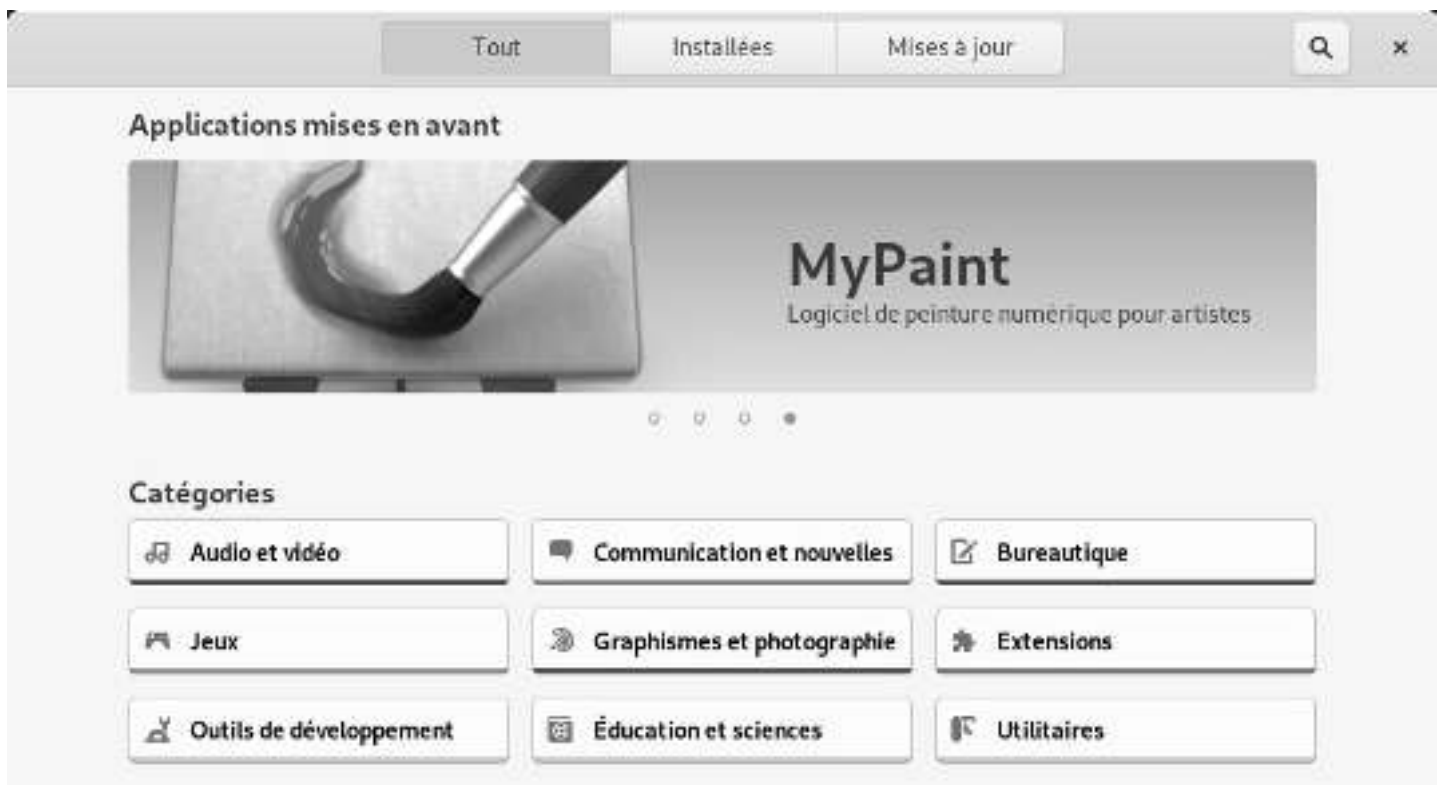 Tout Installées Mises à jour
Applications mises en avant
MyPaint
Logiciel de peinture numérique pour artistes
Catégories
Audio et vidéo Communication et nouvelles Bureautique
Jeux Graphismes et photographie Extensions
Outils de développement Éducation et sciences Utilitaires